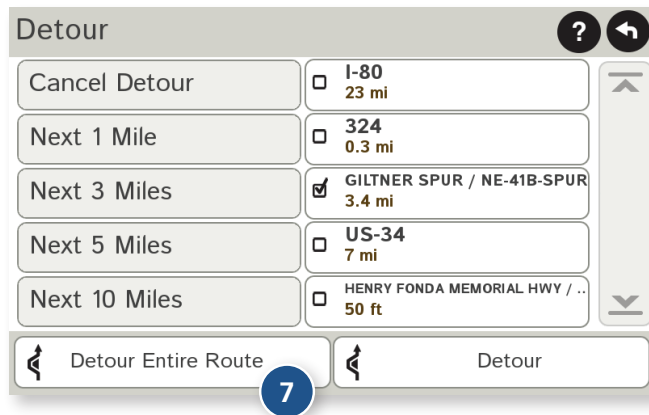 Detour
?
Cancel Detour
I-80
23 mi
Next 1 Mile
324
0.3 mi
Next 3 Miles
GILTNER SPUR / NE-41B-SPUR
3.4 mi
Next 5 Miles
US-34
7 mi
Next 10 Miles
HENRY FONDA MEMORIAL HWY / ..
50 ft
Detour Entire Route
Detour
7